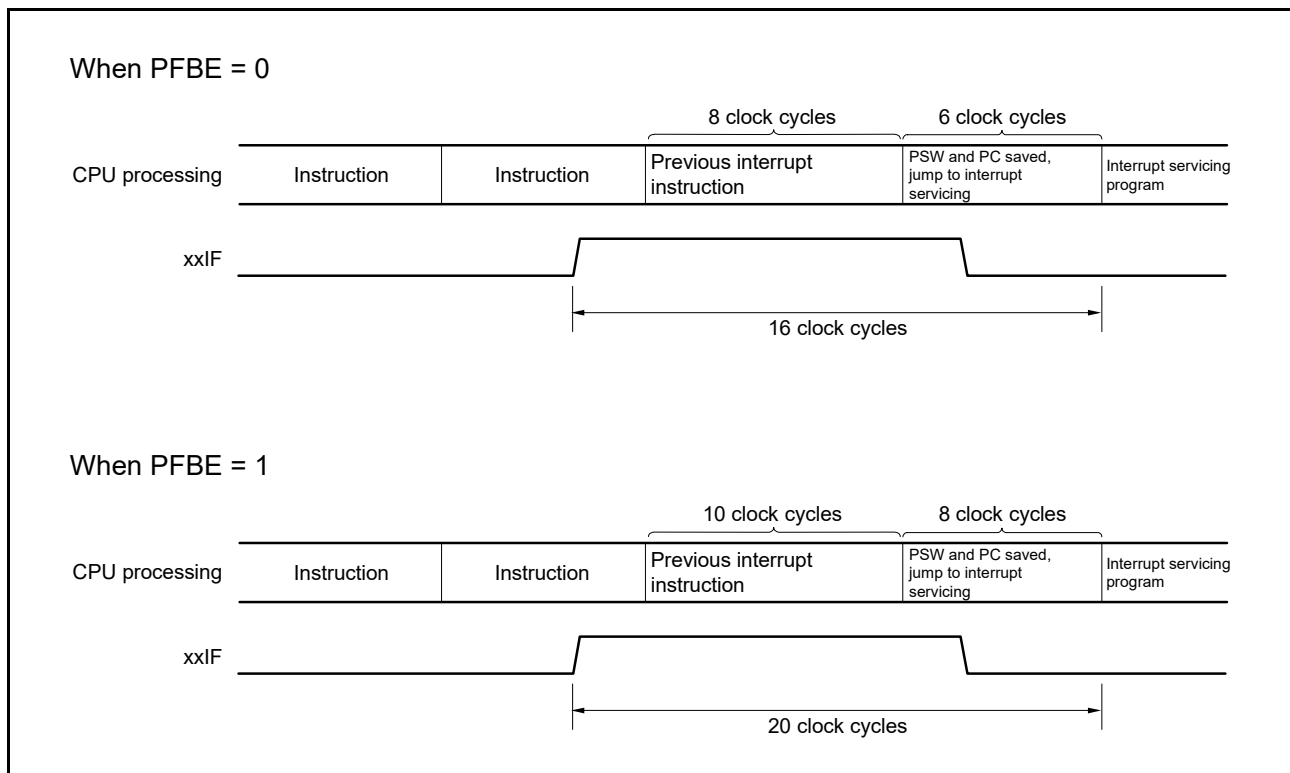 When PFBE = 0
8 clock cycles
6 clock cycles
CPU processing
Instruction
Instruction
Previous interrupt
instruction
PSW and PC saved,
jump to interrupt
servicing
Interrupt servicing
program
xxIF
16 clock cycles
When PFBE = 1
10 clock cycles
8 clock cycles
CPU processing
Instruction
Instruction
Previous interrupt
instruction
PSW and PC saved,
jump to interrupt
servicing
Interrupt servicing
program
xxIF
20 clock cycles